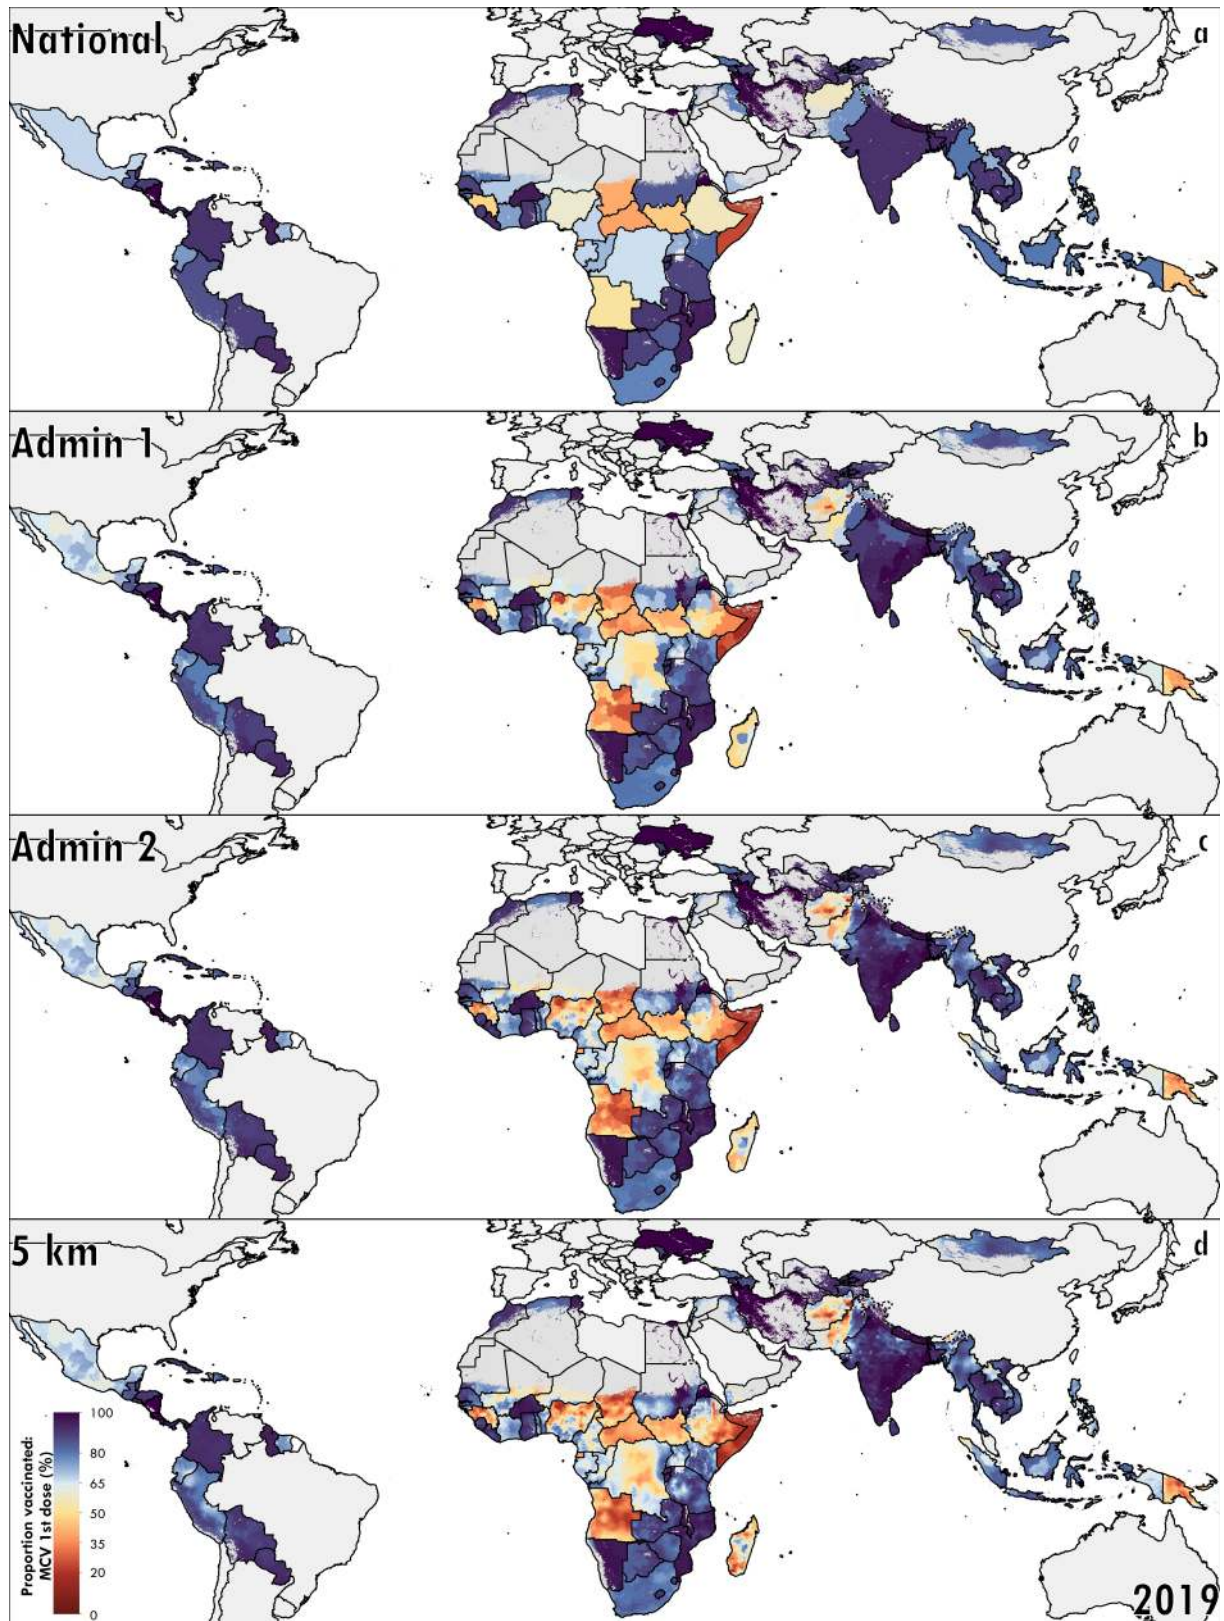 National
a
Admin 1
b
Admin 2
c
5 km
d
Proportion vaccinated:
MCV 1st dose (%)
100
80
65
50
35
20
0
2019